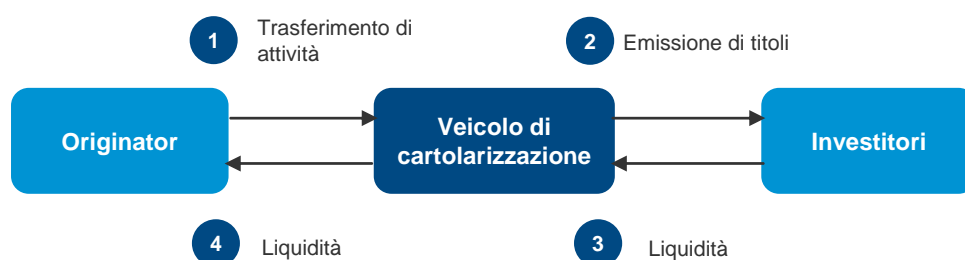 1
Trasferimento di
attività
2
Emissione di titoli
Originator
Veicolo di
cartolarizzazione
Investitori
4
Liquidità
3
Liquidità